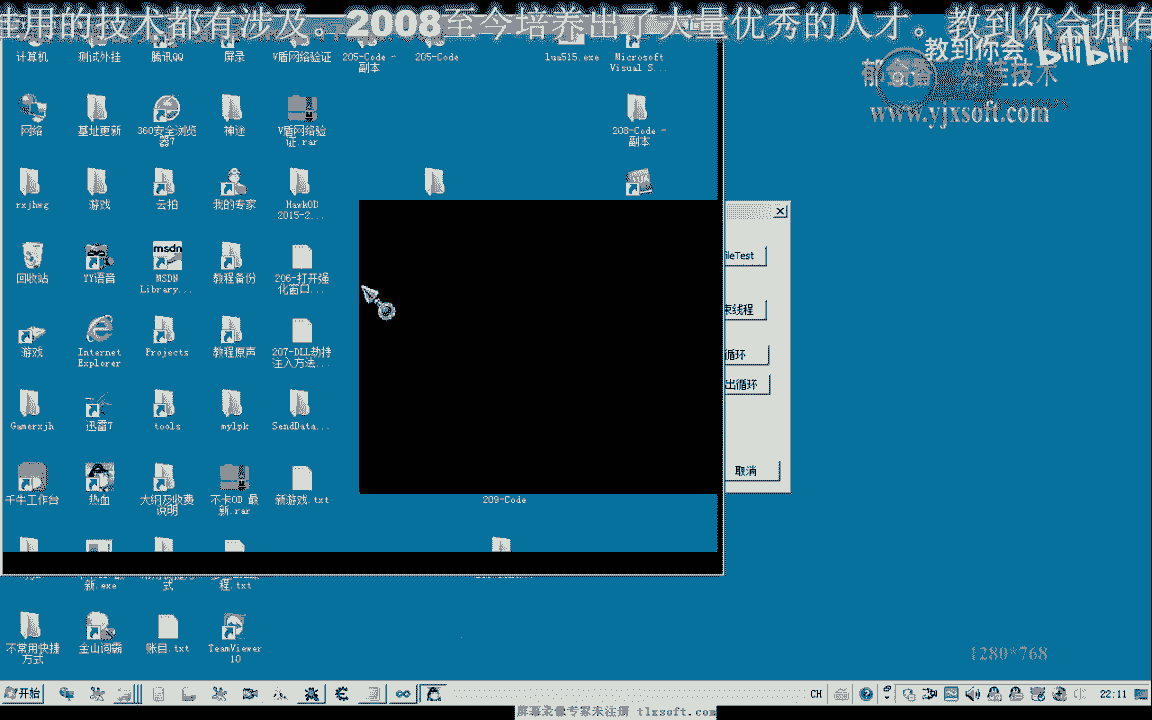 挂用的技术都有涉及。2008至今培养出了大量优秀的人才。教到你会拥有
教到你会
bilibili
www.yjxsoft.com
计算机
测试外挂
腾讯QQ
屏录
V盾网络验证
205-Code -
副本
205-Code
lus515.exe
Microsoft
Visual S...
网络
基址更新
360安全浏览
器7
神途
V盾网络验
证.rar
208-Code -
副本
rxjhwg
游戏
云拍
我的专家
HawkOD
2015-2...
回收站
YY语音
msdn
MSDN
Library...
教程备份
206-打开强
化窗口...
ileTest
束线程
循环
出循环
取消
游戏
Internet
Explorer
Projects
教程原声
207-DLL劫持
注入方法...
Gamerxjh
迅雷7
tools
mylpk
SendData...
千牛工作台
热血
大纲及收费
说明
不卡OD 最
新.rar
新游戏.txt
209-Code
新.exe
式
程.txt
不常用快捷
方式
金山词霸
账目.txt
TeamViewer
10
1280*768
开始
CH
22:11
屏幕录像专家未注册 tlxsoft.com